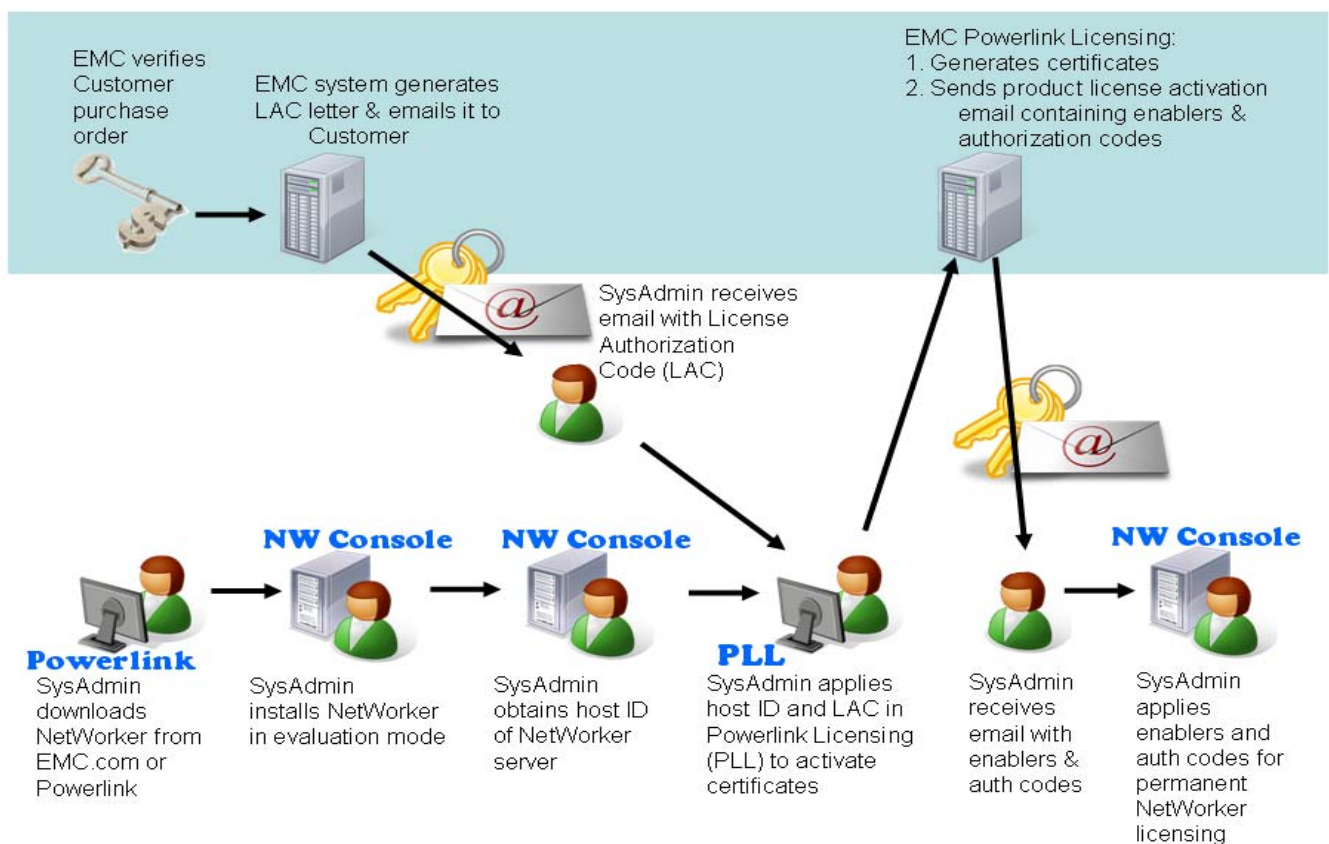 EMC verifies
Customer
purchase
order
EMC system generates
LAC letter & emails it to
Customer
EMC Powerlink Licensing:
1. Generates certificates
2. Sends product license activation
email containing enablers &
authorization codes
$
@
SysAdmin receives
email with License
Authorization
Code (LAC)
@
Powerlink
SysAdmin
downloads
NetWorker from
EMC.com or
Powerlink
NW Console
SysAdmin
installs NetWorker
in evaluation mode
NW Console
SysAdmin
obtains host ID
of NetWorker
server
PLL
SysAdmin applies
host ID and LAC in
Powerlink Licensing
(PLL) to activate
certificates
SysAdmin
receives
email with
enablers &
auth codes
NW Console
SysAdmin
applies
enablers and
auth codes for
permanent
NetWorker
licensing